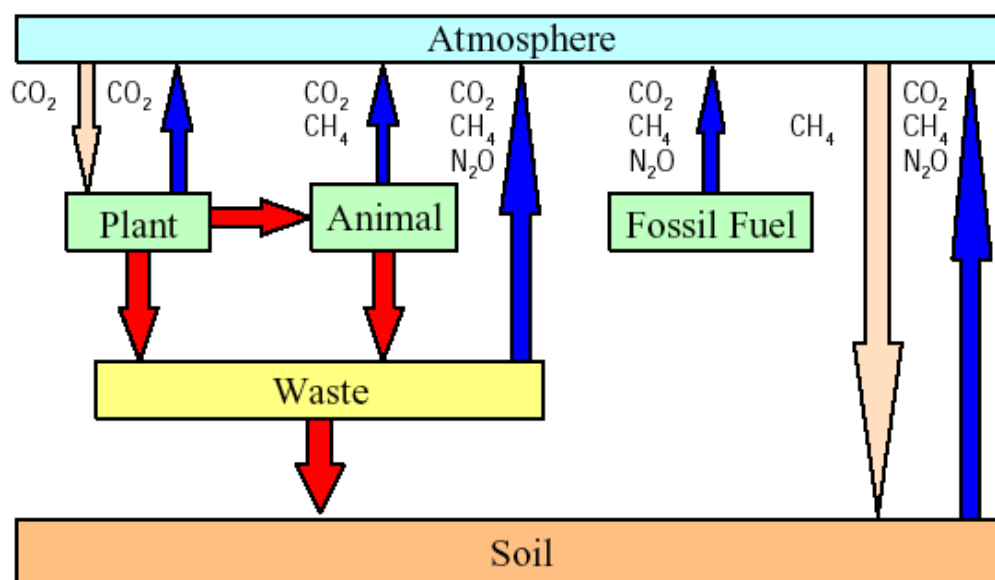 Atmosphere
CO₂
CO₂
CO₂
CH₄
CO₂
CH₄
N₂O
CO₂
CH₄
N₂O
CH₄
CO₂
CH₄
N₂O
Plant
Animal
Fossil Fuel
Waste
Soil